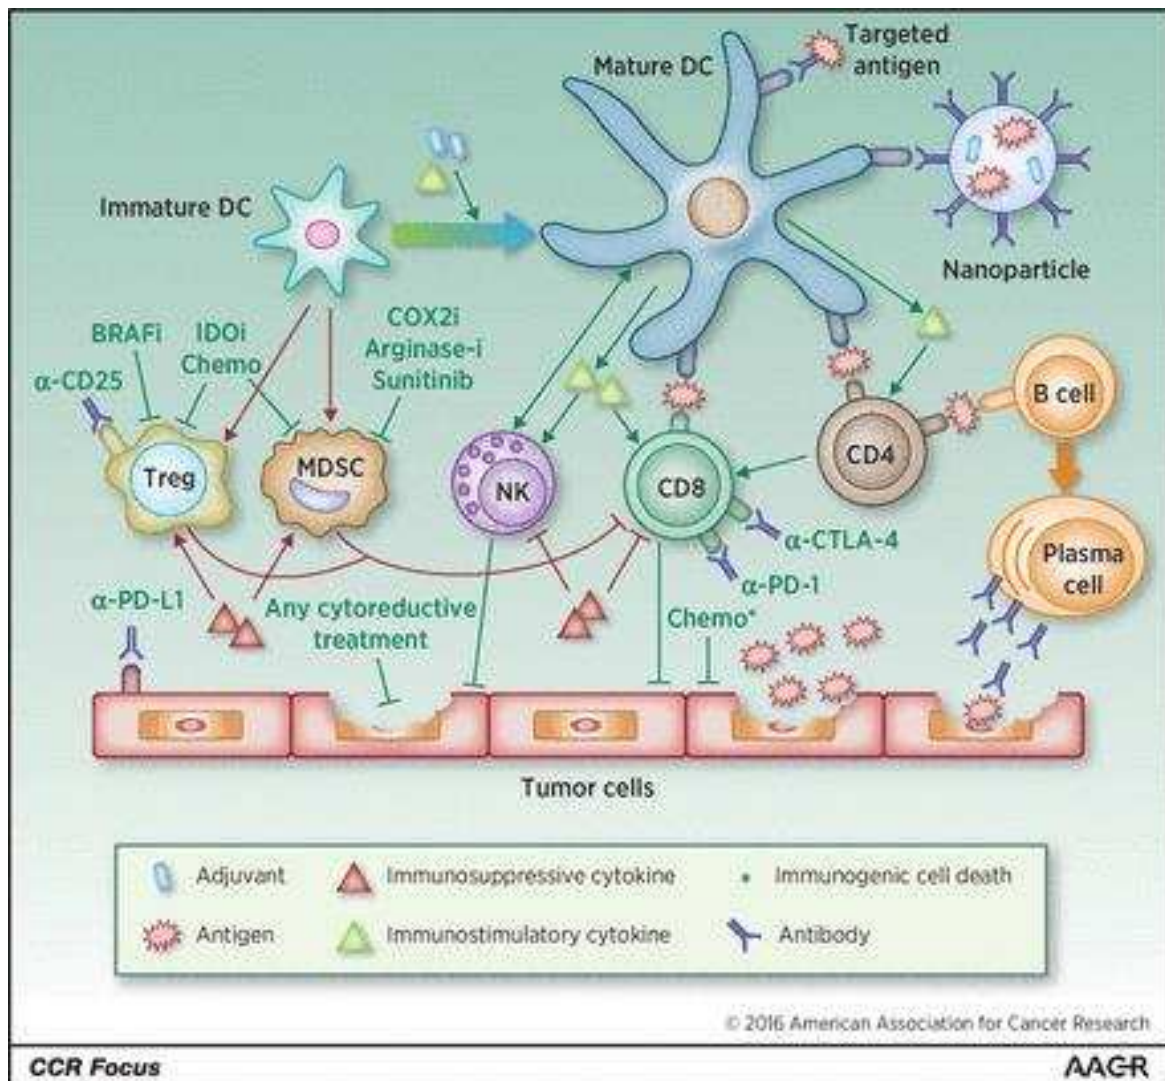 Mature DC
Targeted
antigen
Immature DC
Nanoparticle
BRAFi
IDOi
Chemo
COX2i
Arginase-i
Sunitinib
α-CD25
Treg
MDSC
NK
CD8
CD4
B cell
α-CTLA-4
α-PD-1
Plasma
cell
α-PD-L1
Any cytoreductive
treatment
Chemo*
Tumor cells
Adjuvant
Immunosuppressive cytokine
• Immunogenic cell death
Antigen
Immunostimulatory cytokine
Antibody
© 2016 American Association for Cancer Research
CCR Focus
AACR